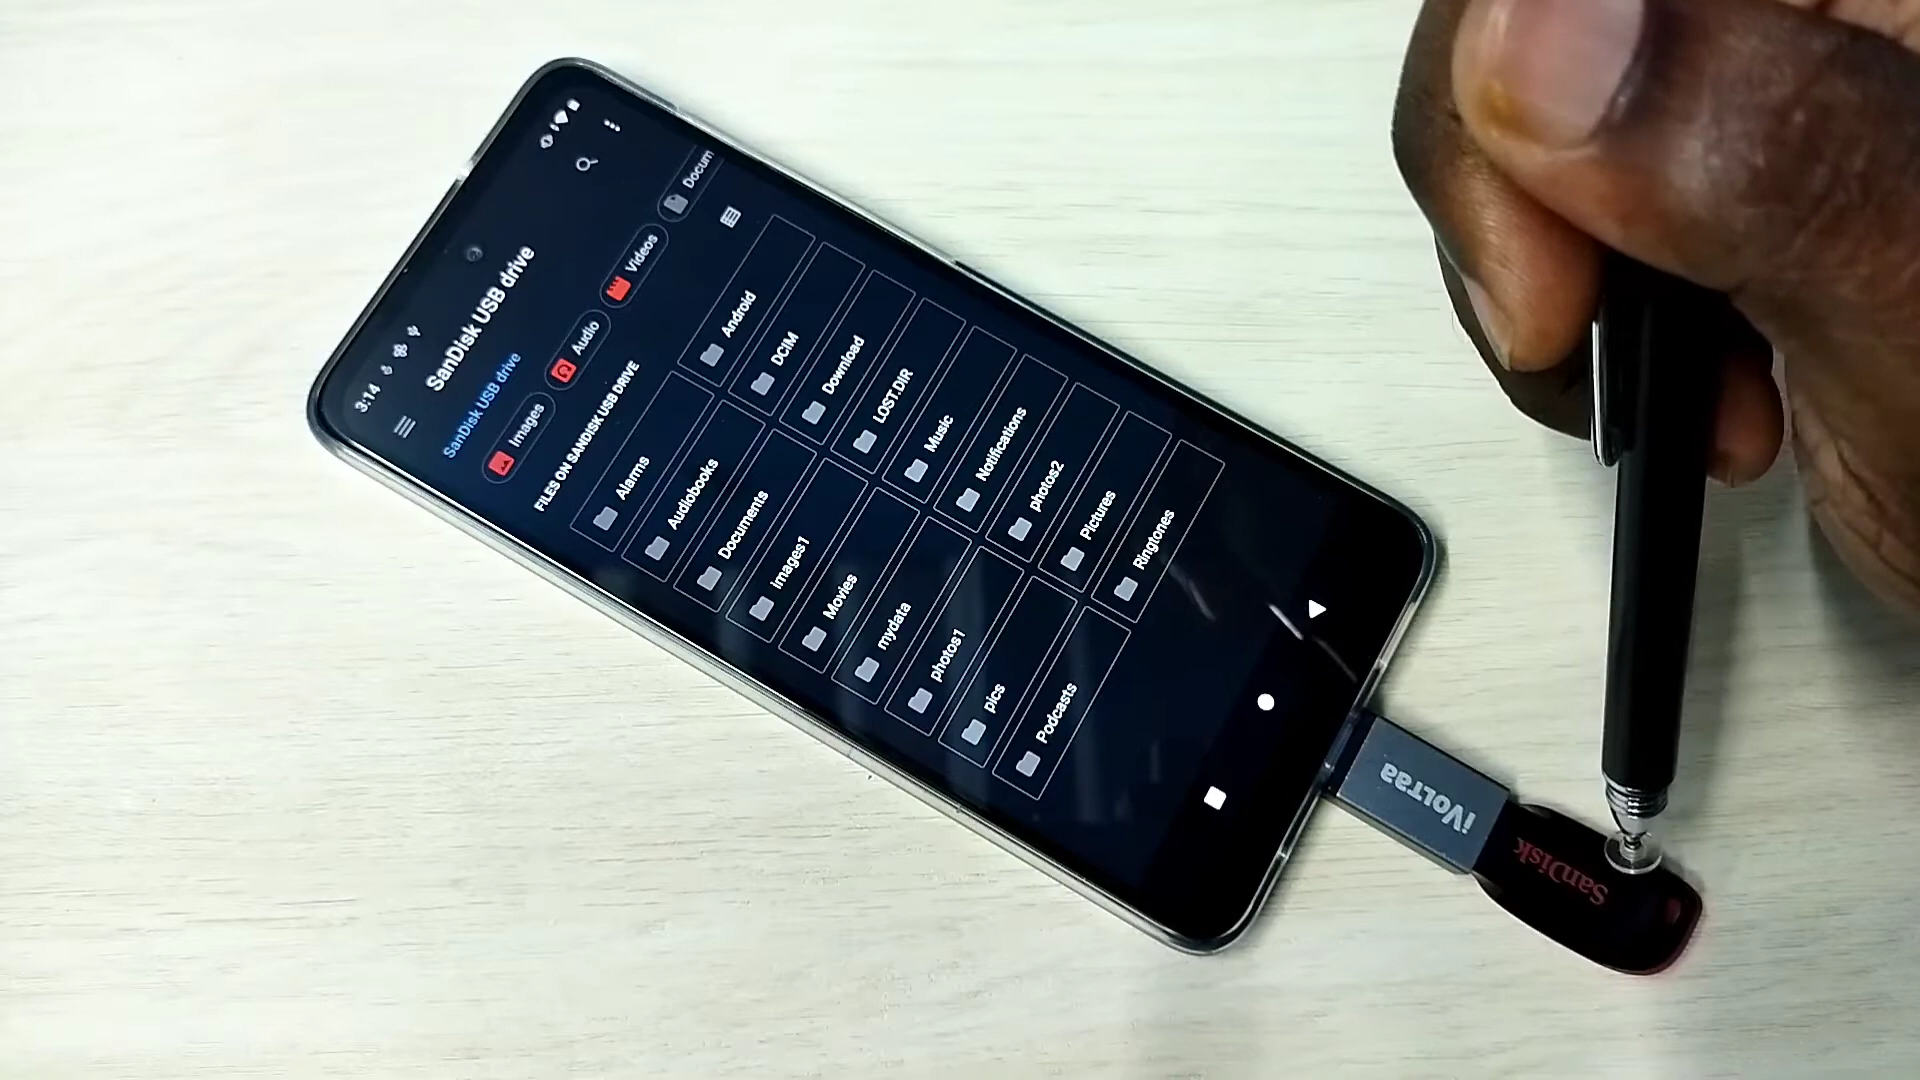 3:14
SanDisk USB drive
SanDisk USB drive
Images
Audio
Videos
Docum
FILES ON SANDISK USB DRIVE
Alarms
Android
Audiobooks
DCIM
Documents
Download
images1
LOST.DIR
Movies
Music
mydata
Notifications
photos1
photos2
pics
Pictures
Podcasts
Ringtones
iVOLTaa
SanDisk